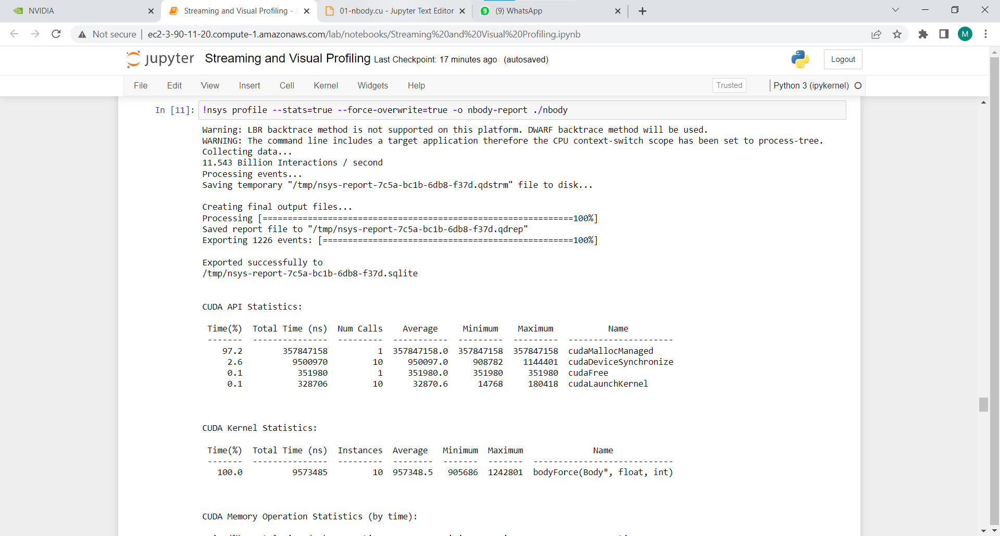 NVIDIA
Streaming and Visual Profiling -
01-nbody.cu - Jupyter Text Editor
9 (9) WhatsApp
Not secure | ec2-3-90-11-20.compute-1.amazonaws.com/lab/notebooks/Streaming%20and%20Visual%20Profiling.ipynb
M
jupyter Streaming and Visual Profiling Last Checkpoint: 17 minutes ago (autosaved)
Logout
File Edit View Insert Cell Kernel Widgets Help
Trusted Python 3 (ipykernel)
In [11]: !nsys profile --stats=true --force-overwrite=true -o nbody-report ./nbody
Warning: LBR backtrace method is not supported on this platform. DWARF backtrace method will be used.
WARNING: The command line includes a target application therefore the CPU context-switch scope has been set to process-tree.
Collecting data...
11.543 Billion Interactions / second
Processing events...
Saving temporary "/tmp/nsys-report-7c5a-bc1b-6db8-f37d.qdstrm" file to disk...
Creating final output files...
Processing [==============================================================100%]
Saved report file to "/tmp/nsys-report-7c5a-bc1b-6db8-f37d.qdrep"
Exporting 1226 events: [==================================================100%]
Exported successfully to
/tmp/nsys-report-7c5a-bc1b-6db8-f37d.sqlite
CUDA API Statistics:
Time(%) Total Time (ns) Num Calls Average Minimum Maximum Name
------- --------------- --------- ----------- --------- --------- ---------------------
97.2 357847158 1 357847158.0 357847158 357847158 cudaMallocManaged
2.6 9500970 10 950097.0 908782 1144401 cudaDeviceSynchronize
0.1 351980 1 351980.0 351980 351980 cudaFree
0.1 328706 10 32870.6 14768 180418 cudaLaunchKernel
CUDA Kernel Statistics:
Time(%) Total Time (ns) Instances Average Minimum Maximum Name
------- --------------- --------- -------- ------- ------- ----------------------------
100.0 9573485 10 957348.5 905686 1242801 bodyForce(Body*, float, int)
CUDA Memory Operation Statistics (by time):